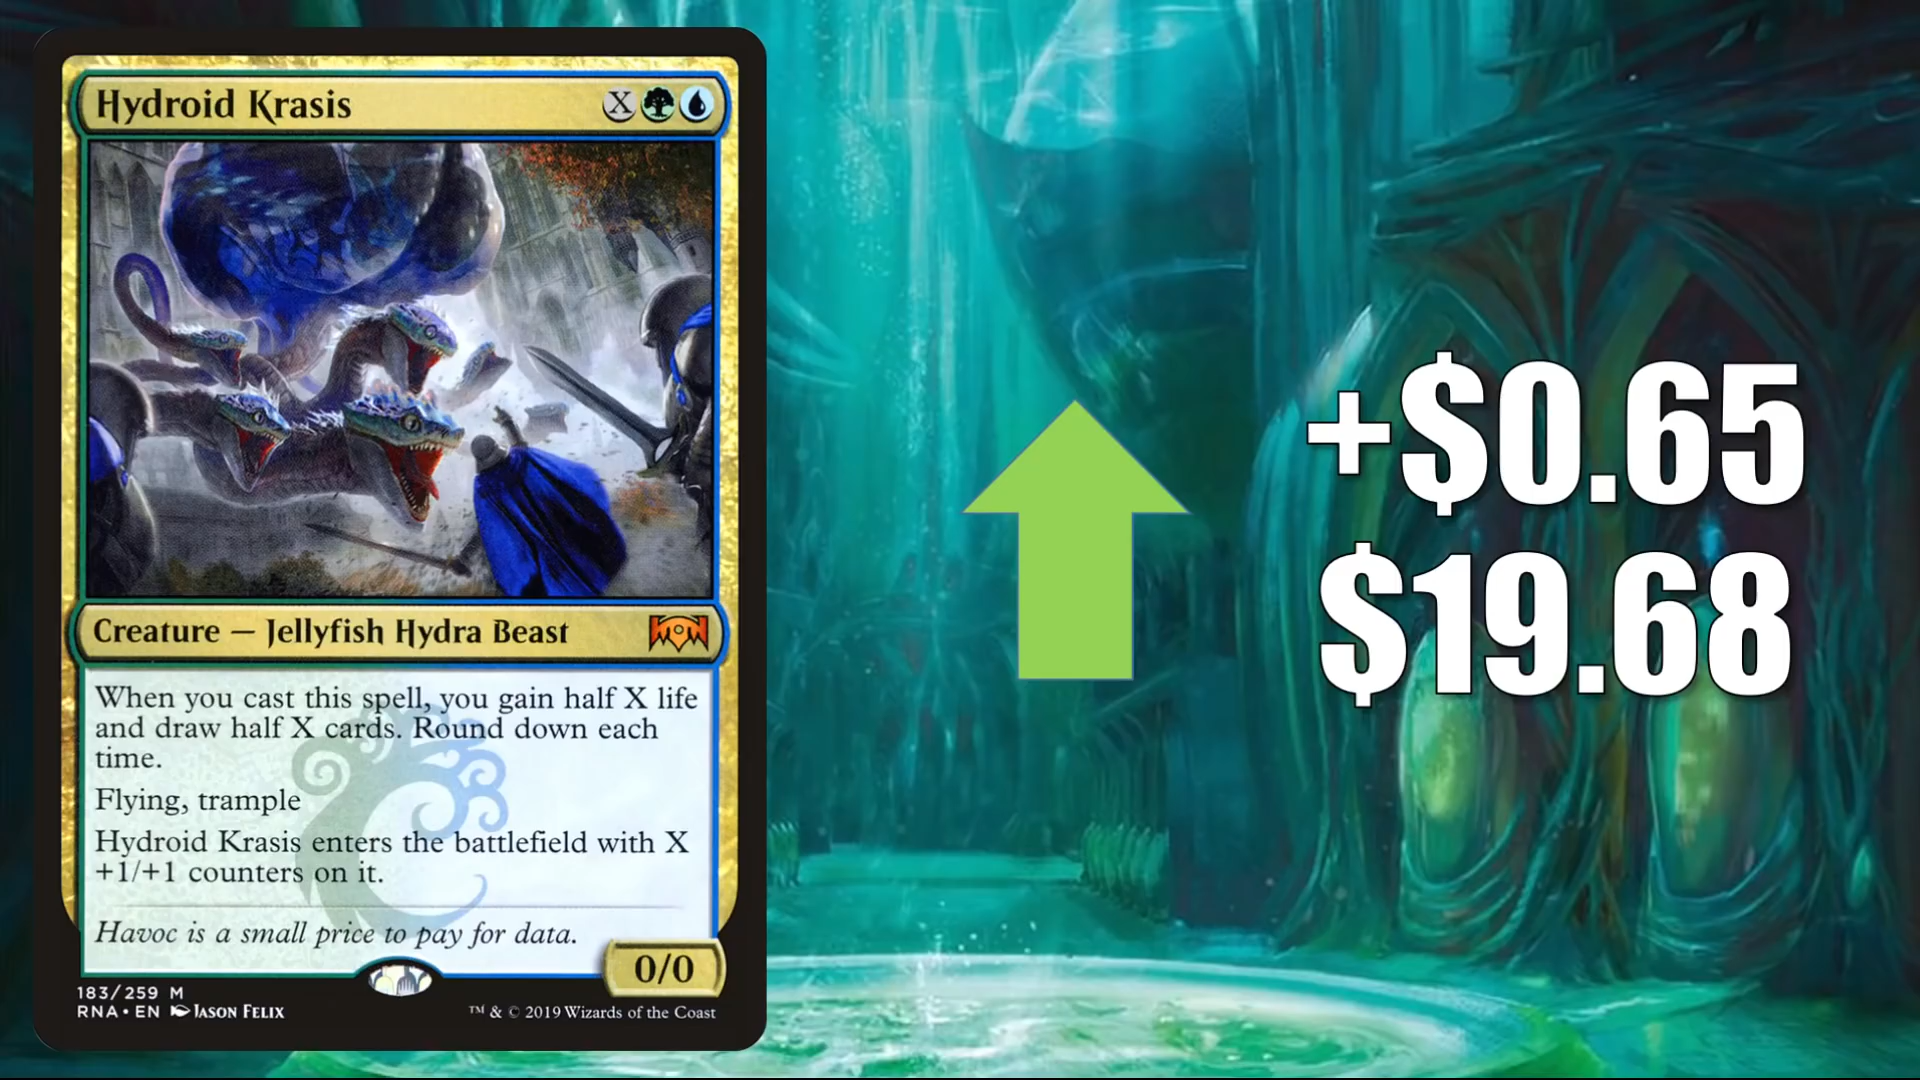 Hydroid Krasis X
Creature — Jellyfish Hydra Beast
When you cast this spell, you gain half X life
and draw half X cards. Round down each
time.
Flying, trample
Hydroid Krasis enters the battlefield with X
+1/+1 counters on it.
Havoc is a small price to pay for data.
0/0
183/259 M
RNA • EN JASON FELIX
™ & © 2019 Wizards of the Coast
+$0.65
$19.68